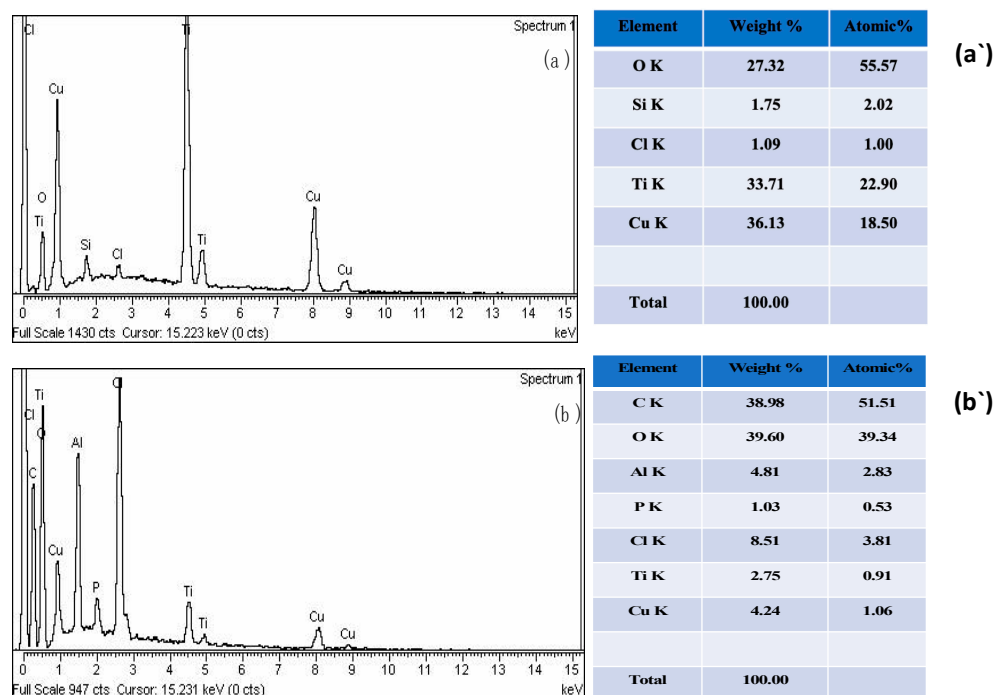 Spectrum 1
(a)
Cl
Ti
Cu
O
Ti
Si
Cl
Ti
Cu
Cu
0 1 2 3 4 5 6 7 8 9 10 11 12 13 14 15
Full Scale 1430 cts Cursor: 15.223 keV (0 cts)
keV
Element Weight % Atomic%
O K 27.32 55.57
Si K 1.75 2.02
Cl K 1.09 1.00
Ti K 33.71 22.90
Cu K 36.13 18.50
Total 100.00
(a`)
Spectrum 1
(b)
Cl
Ti
Cl
O
Al
C
Cu
P
Ti
Ti
Cu
Cu
0 1 2 3 4 5 6 7 8 9 10 11 12 13 14 15
Full Scale 947 cts Cursor: 15.231 keV (0 cts)
keV
Element Weight % Atomic%
C K 38.98 51.51
O K 39.60 39.34
Al K 4.81 2.83
P K 1.03 0.53
Cl K 8.51 3.81
Ti K 2.75 0.91
Cu K 4.24 1.06
Total 100.00
(b`)